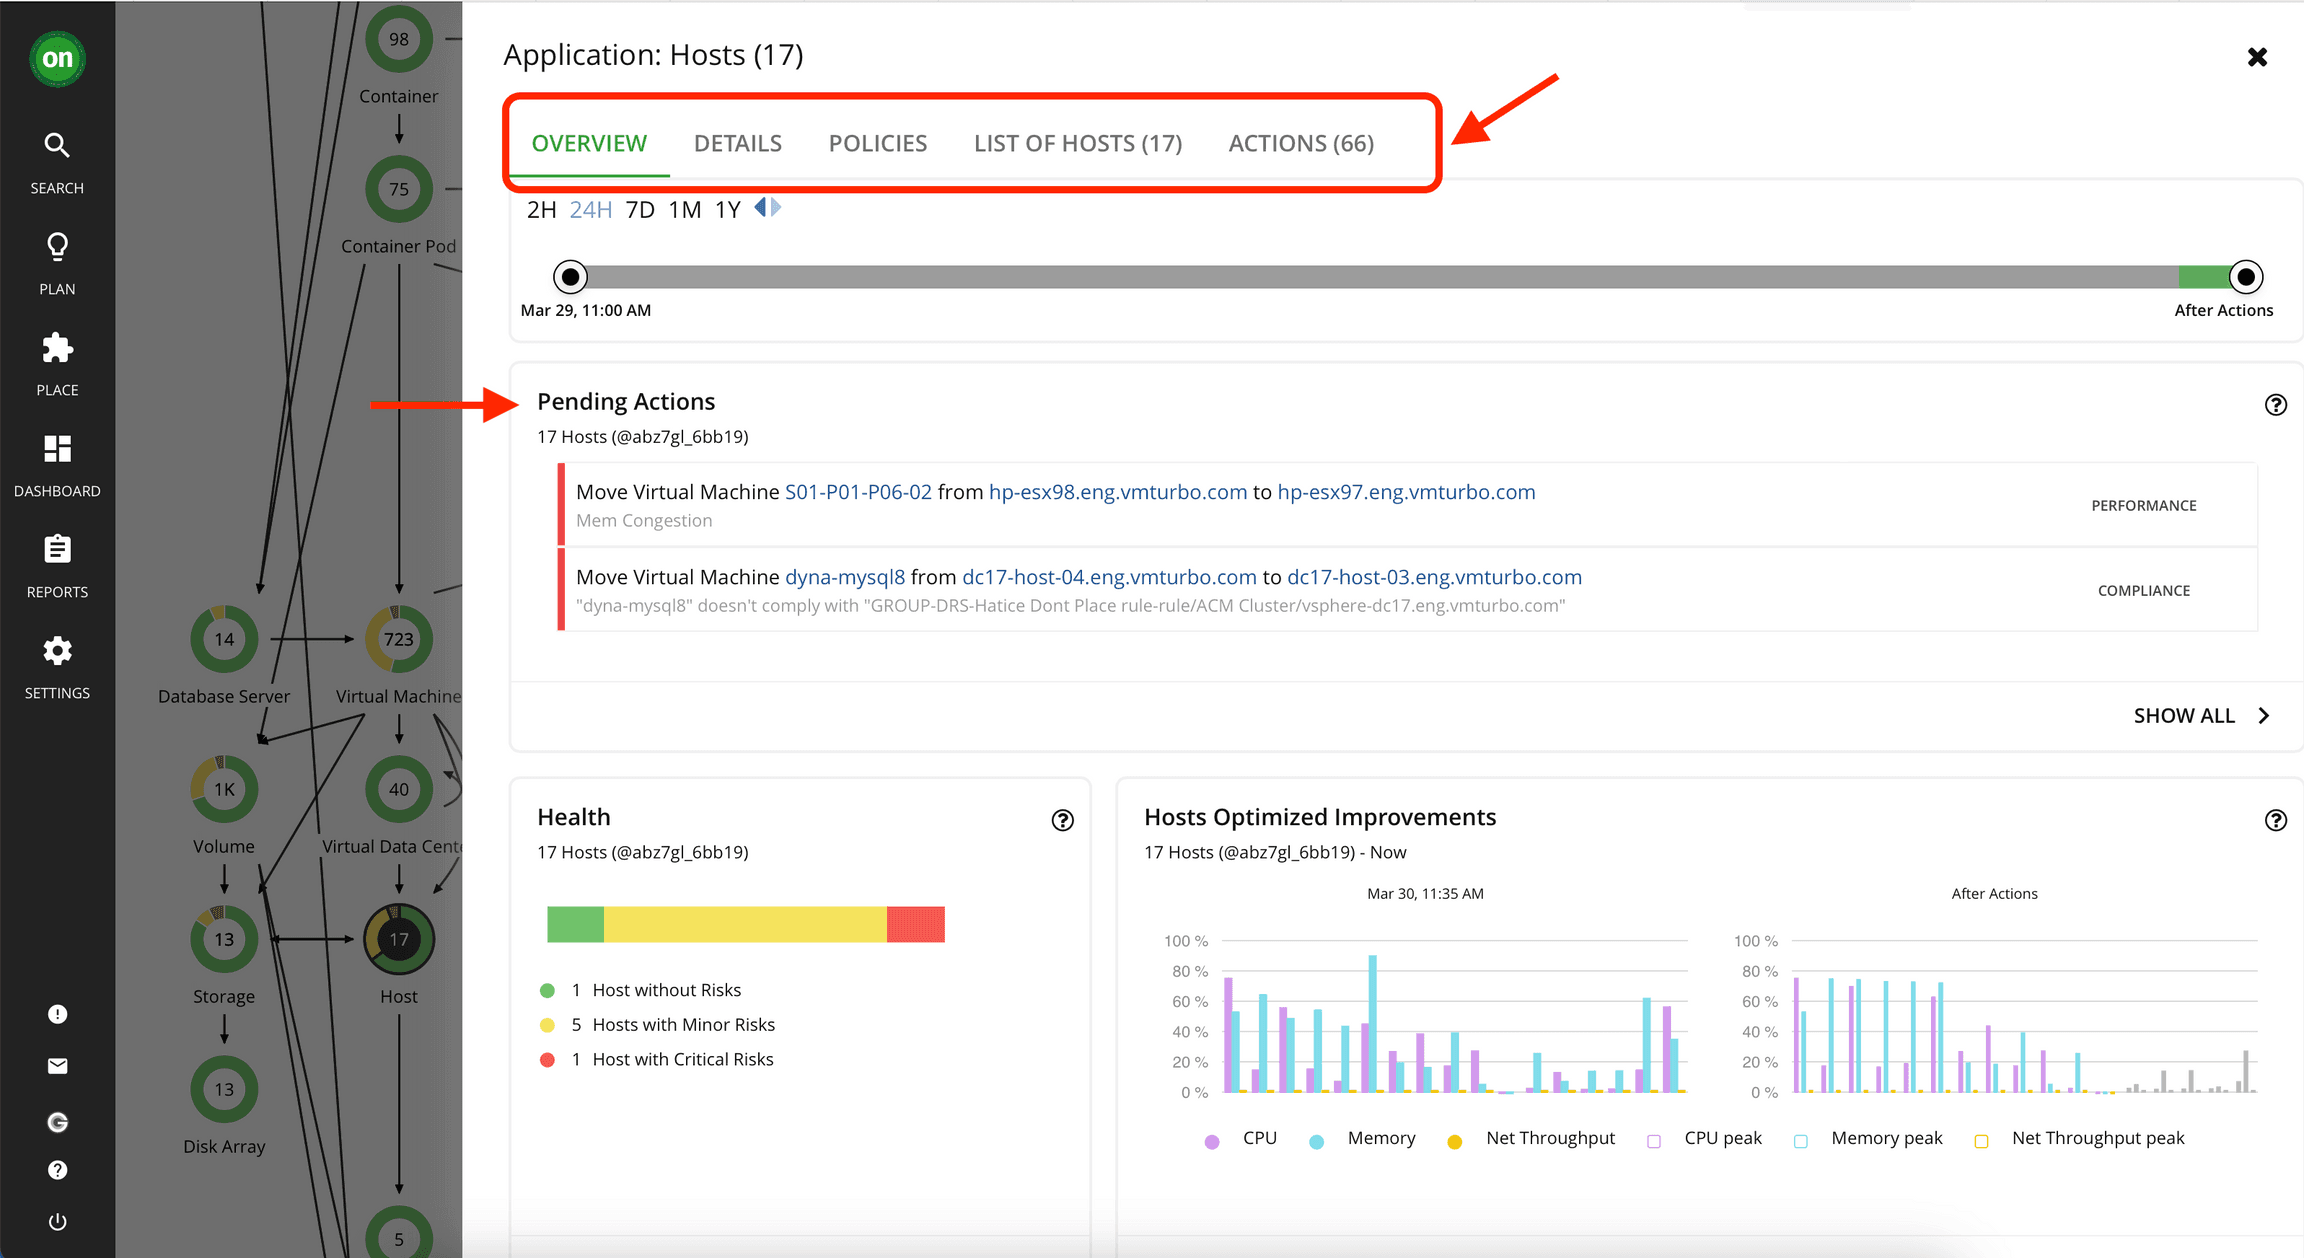 on
SEARCH
PLAN
PLACE
DASHBOARD
REPORTS
SETTINGS
98
Container
75
Container Pod
14
723
Database Server
Virtual Machine
1K
40
Volume
Virtual Data Cent
13
17
Storage
Host
13
Disk Array
5
Application: Hosts (17)
OVERVIEW DETAILS POLICIES LIST OF HOSTS (17) ACTIONS (66)
2H 24H 7D 1M 1Y
Mar 29, 11:00 AM
After Actions
Pending Actions
17 Hosts (@abz7gl_6bb19)
Move Virtual Machine S01-P01-P06-02 from hp-esx98.eng.vmturbo.com to hp-esx97.eng.vmturbo.com
Mem Congestion
PERFORMANCE
Move Virtual Machine dyna-mysql8 from dc17-host-04.eng.vmturbo.com to dc17-host-03.eng.vmturbo.com
"dyna-mysql8" doesn't comply with "GROUP-DRS-Hatice Dont Place rule-rule/ACM Cluster/vsphere-dc17.eng.vmturbo.com"
COMPLIANCE
SHOW ALL
Health
17 Hosts (@abz7gl_6bb19)
1 Host without Risks
5 Hosts with Minor Risks
1 Host with Critical Risks
Hosts Optimized Improvements
17 Hosts (@abz7gl_6bb19) - Now
Mar 30, 11:35 AM
100 %
80 %
60 %
40 %
20 %
0 %
After Actions
100 %
80 %
60 %
40 %
20 %
0 %
CPU Memory Net Throughput CPU peak Memory peak Net Throughput peak